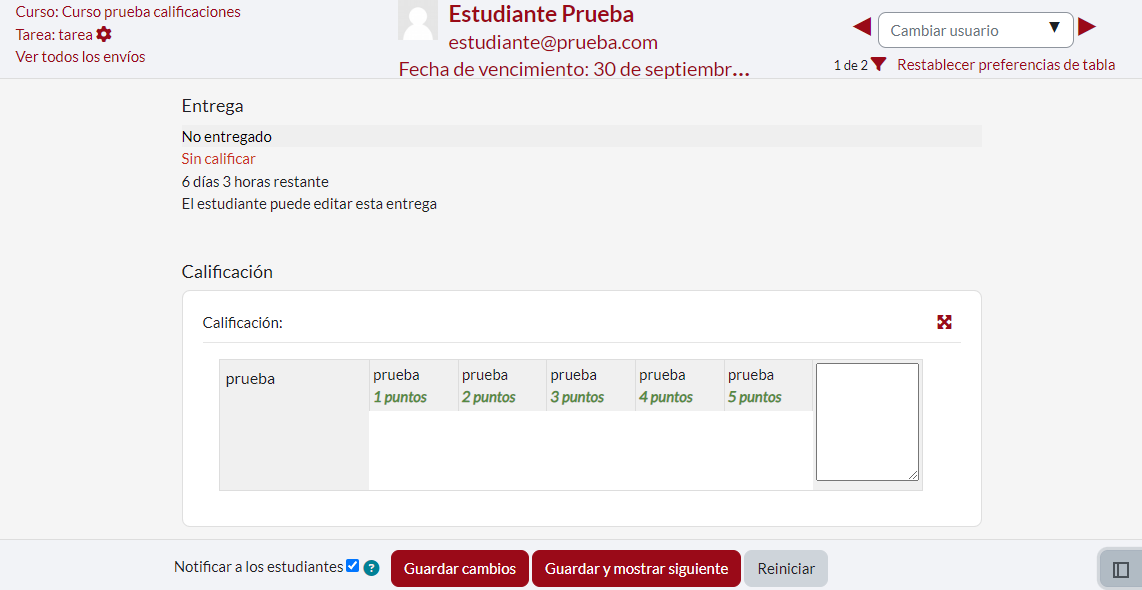 Curso: Curso prueba calificaciones
Tarea: tarea
Ver todos los envíos
Estudiante Prueba
estudiante@prueba.com
Fecha de vencimiento: 30 de septiembr...
Cambiar usuario
1 de 2 Restablecer preferencias de tabla
Entrega
No entregado
Sin calificar
6 días 3 horas restante
El estudiante puede editar esta entrega
Calificación
Calificación:
prueba
prueba prueba prueba prueba prueba
1 puntos 2 puntos 3 puntos 4 puntos 5 puntos
Notificar a los estudiantes ? Guardar cambios Guardar y mostrar siguiente Reiniciar